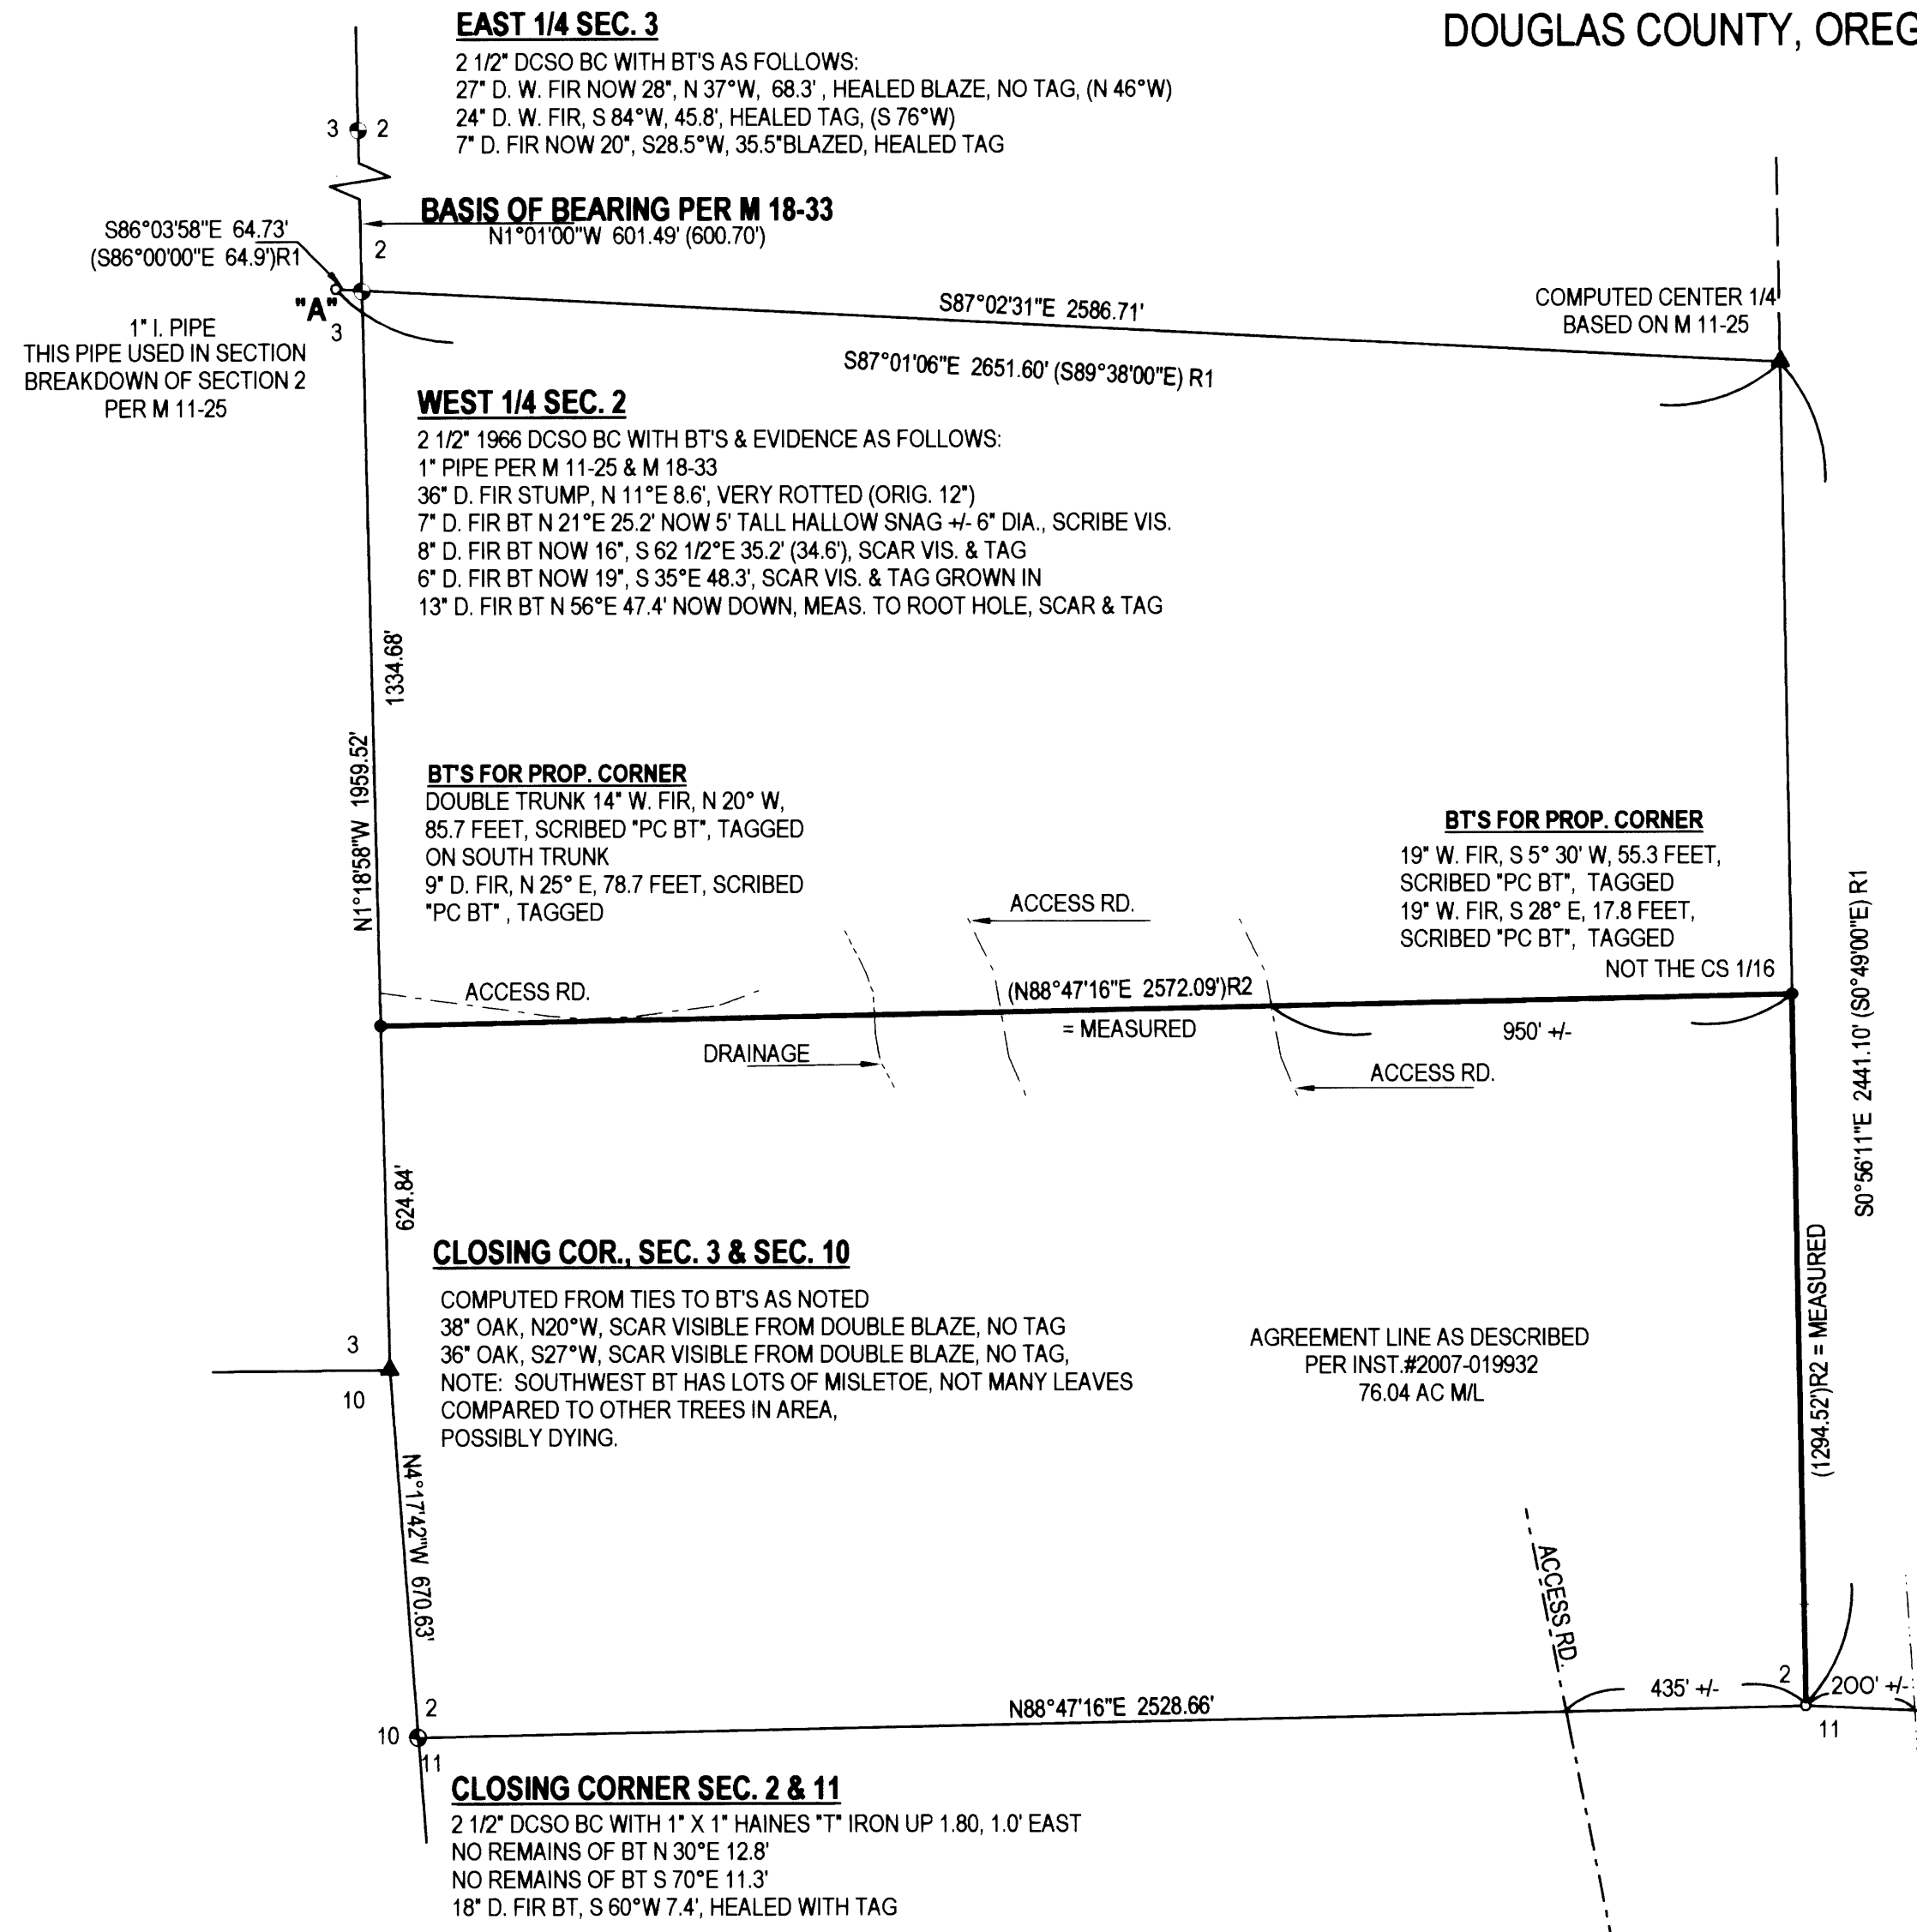 DOUGLAS COUNTY, OREG
EAST 1/4 SEC. 3
2 1/2" DCSO BC WITH BT'S AS FOLLOWS:
27" D. W. FIR NOW 28", N 37°W, 68.3' , HEALED BLAZE, NO TAG, (N 46°W)
24" D. W. FIR, S 84°W, 45.8', HEALED TAG, (S 76°W)
7" D. FIR NOW 20", S28.5°W, 35.5"BLAZED, HEALED TAG
3 2
BASIS OF BEARING PER M 18-33
N1°01'00"W 601.49' (600.70')
S86°03'58"E 64.73'
(S86°00'00"E 64.9')R1
2
"A"
3
1" I. PIPE
THIS PIPE USED IN SECTION
BREAKDOWN OF SECTION 2
PER M 11-25
S87°02'31"E 2586.71'
S87°01'06"E 2651.60' (S89°38'00"E) R1
COMPUTED CENTER 1/4
BASED ON M 11-25
WEST 1/4 SEC. 2
2 1/2" 1966 DCSO BC WITH BT'S & EVIDENCE AS FOLLOWS:
1" PIPE PER M 11-25 & M 18-33
36" D. FIR STUMP, N 11°E 8.6', VERY ROTTED (ORIG. 12")
7" D. FIR BT N 21°E 25.2' NOW 5' TALL HALLOW SNAG +/- 6" DIA., SCRIBE VIS.
8" D. FIR BT NOW 16", S 62 1/2°E 35.2' (34.6'), SCAR VIS. & TAG
6" D. FIR BT NOW 19", S 35°E 48.3', SCAR VIS. & TAG GROWN IN
13" D. FIR BT N 56°E 47.4' NOW DOWN, MEAS. TO ROOT HOLE, SCAR & TAG
1334.68'
N1°18'58"W 1959.52'
BT'S FOR PROP. CORNER
DOUBLE TRUNK 14" W. FIR, N 20° W,
85.7 FEET, SCRIBED "PC BT", TAGGED
ON SOUTH TRUNK
9" D. FIR, N 25° E, 78.7 FEET, SCRIBED
"PC BT" , TAGGED
BT'S FOR PROP. CORNER
19" W. FIR, S 5° 30' W, 55.3 FEET,
SCRIBED "PC BT", TAGGED
19" W. FIR, S 28° E, 17.8 FEET,
SCRIBED "PC BT", TAGGED
NOT THE CS 1/16
ACCESS RD.
ACCESS RD.
(N88°47'16"E 2572.09')R2
= MEASURED
950' +/-
DRAINAGE
ACCESS RD.
S0°56'11"E 2441.10' (S0°49'00"E) R1
624.84'
CLOSING COR., SEC. 3 & SEC. 10
COMPUTED FROM TIES TO BT'S AS NOTED
38" OAK, N20°W, SCAR VISIBLE FROM DOUBLE BLAZE, NO TAG
36" OAK, S27°W, SCAR VISIBLE FROM DOUBLE BLAZE, NO TAG,
NOTE: SOUTHWEST BT HAS LOTS OF MISLETOE, NOT MANY LEAVES
COMPARED TO OTHER TREES IN AREA,
POSSIBLY DYING.
3
10
AGREEMENT LINE AS DESCRIBED
PER INST.#2007-019932
76.04 AC M/L
(1294.52')R2 = MEASURED
N4°17'42"W 670.63'
ACCESS RD.
435' +/-
2
200' +/-
11
N88°47'16"E 2528.66'
2
10
11
CLOSING CORNER SEC. 2 & 11
2 1/2" DCSO BC WITH 1" X 1" HAINES "T" IRON UP 1.80, 1.0' EAST
NO REMAINS OF BT N 30°E 12.8'
NO REMAINS OF BT S 70°E 11.3'
18" D. FIR BT, S 60°W 7.4', HEALED WITH TAG